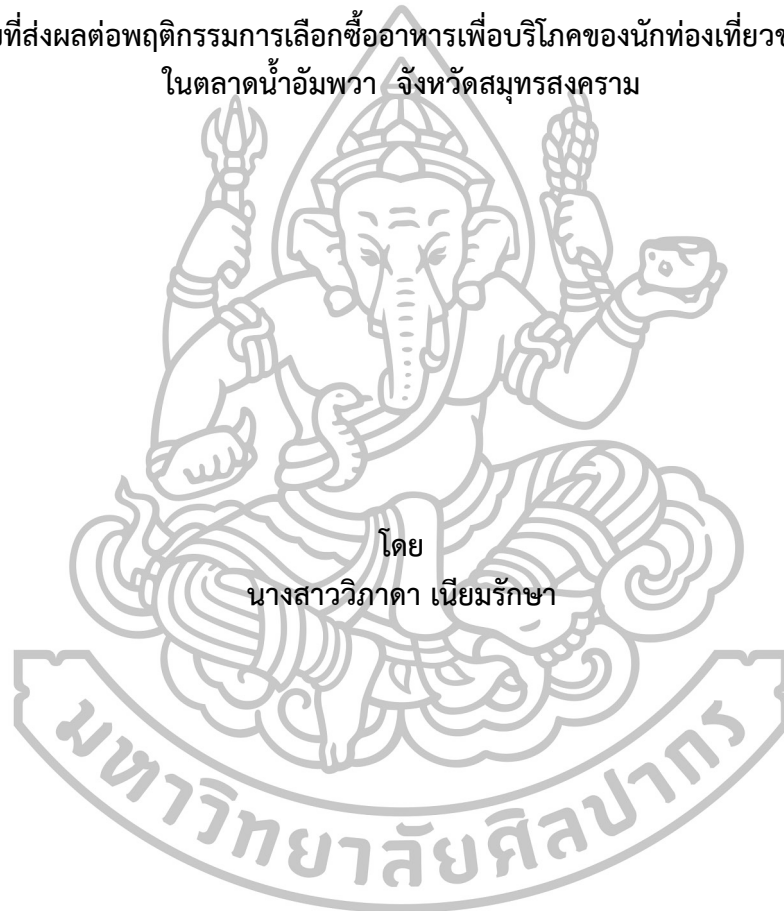 ที่ส่งผลต่อพฤติกรรมการเลือกซื้ออาหารเพื่อบริโภคของนักท่องเที่ยว
ในตลาดน้ำอัมพวา จังหวัดสมุทรสงคราม
โดย
นางสาววิภาดา เนียมรักษา
มหาวิทยาลัยศิลปากร